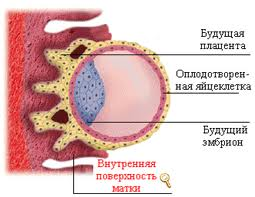 Будущая
плацента
Оплодотворен-
ная яйцеклетка
Будущий
эмбрион
Внутренняя
поверхность
матки